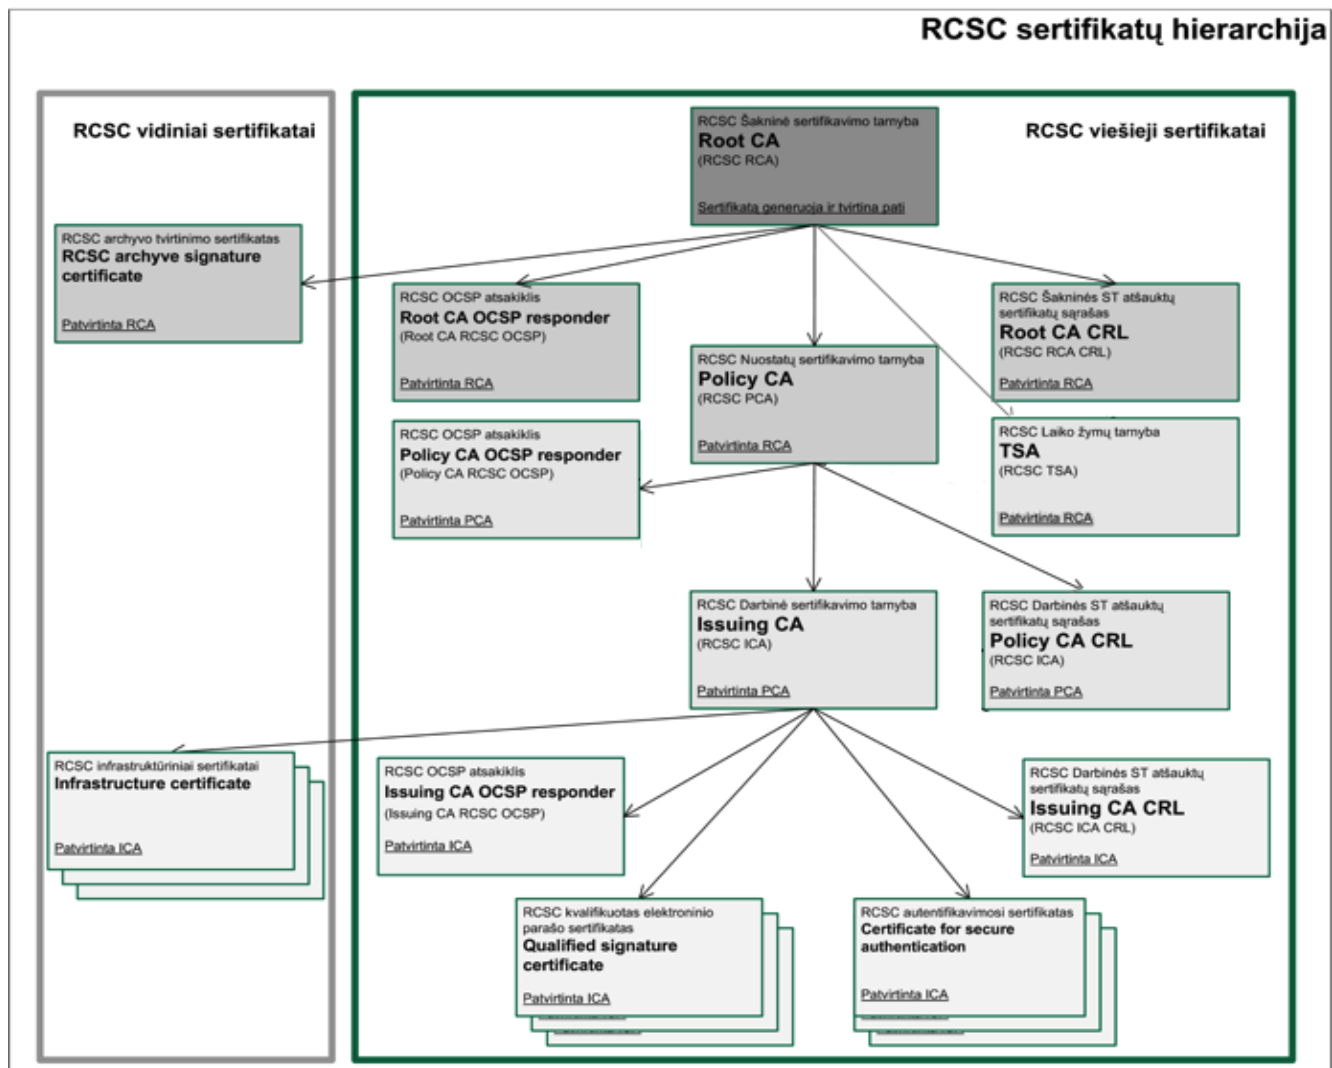 RCSC sertifikatų hierarchija
RCSC vidiniai sertifikatai
RCSC viešieji sertifikatai
RCSC Šakninė sertifikavimo tarnyba
Root CA
(RCSC RCA)
Sertifikatą generuoja ir tvirtina pati
RCSC archyvo tvirtinimo sertifikatas
RCSC archyve signature
certificate
Patvirtinta RCA
RCSC OCSP atsakiklis
Root CA OCSP responder
(Root CA RCSC OCSP)
Patvirtinta RCA
RCSC Nuostatų sertifikavimo tarnyba
Policy CA
(RCSC PCA)
Patvirtinta RCA
RCSC Šakninės ST atšauktų
sertifikatų sąrašas
Root CA CRL
(RCSC RCA CRL)
Patvirtinta RCA
RCSC OCSP atsakiklis
Policy CA OCSP responder
(Policy CA RCSC OCSP)
Patvirtinta PCA
RCSC Laiko žymų tarnyba
TSA
(RCSC TSA)
Patvirtinta RCA
RCSC Darbinė sertifikavimo tarnyba
Issuing CA
(RCSC ICA)
Patvirtinta PCA
RCSC Darbinės ST atšauktų
sertifikatų sąrašas
Policy CA CRL
(RCSC ICA)
Patvirtinta PCA
RCSC infrastruktūriniai sertifikatai
Infrastructure certificate
Patvirtinta ICA
RCSC OCSP atsakiklis
Issuing CA OCSP responder
(Issuing CA RCSC OCSP)
Patvirtinta ICA
RCSC Darbinės ST atšauktų
sertifikatų sąrašas
Issuing CA CRL
(RCSC ICA CRL)
Patvirtinta ICA
RCSC kvalifikuotas elektroninio
parašo sertifikatas
Qualified signature
certificate
Patvirtinta ICA
RCSC autentifikavimosi sertifikatas
Certificate for secure
authentication
Patvirtinta ICA